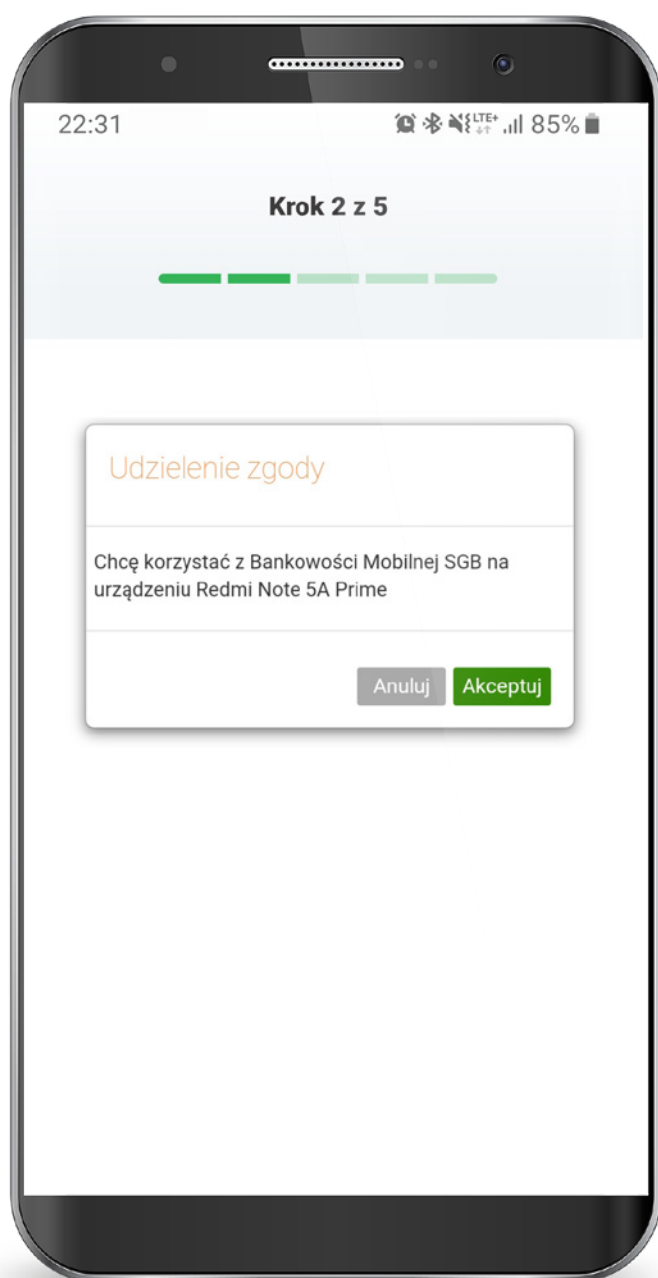 22:31 LTE+ 85%
Krok 2 z 5
Udzielenie zgody
Chcę korzystać z Bankowości Mobilnej SGB na
urządzeniu Redmi Note 5A Prime
Anuluj Akceptuj